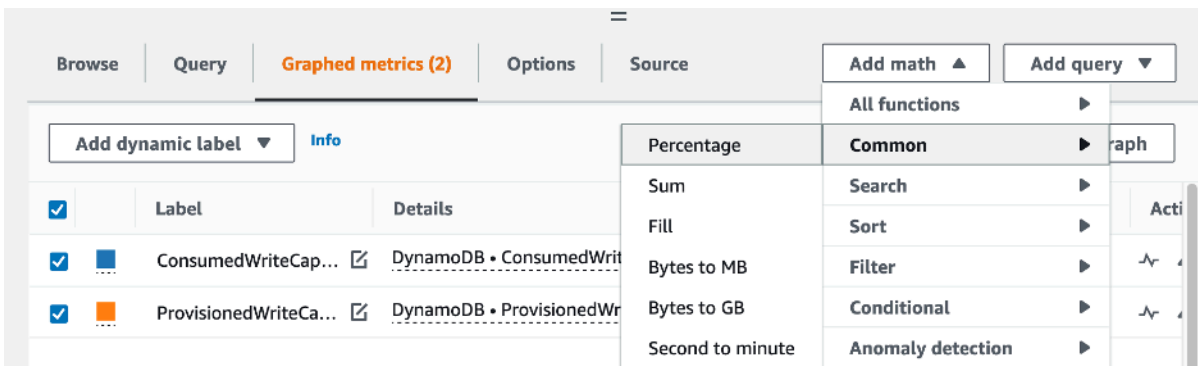 Browse Query Graphed metrics (2) Options Source Add math ▲ Add query ▼
All functions
Add dynamic label ▼ Info Percentage Common raph
Label Details Sum Search Acti
Fill Sort
ConsumedWriteCap... DynamoDB • ConsumedWrit Bytes to MB Filter
ProvisionedWriteCa... DynamoDB • ProvisionedWr Bytes to GB Conditional
Second to minute Anomaly detection